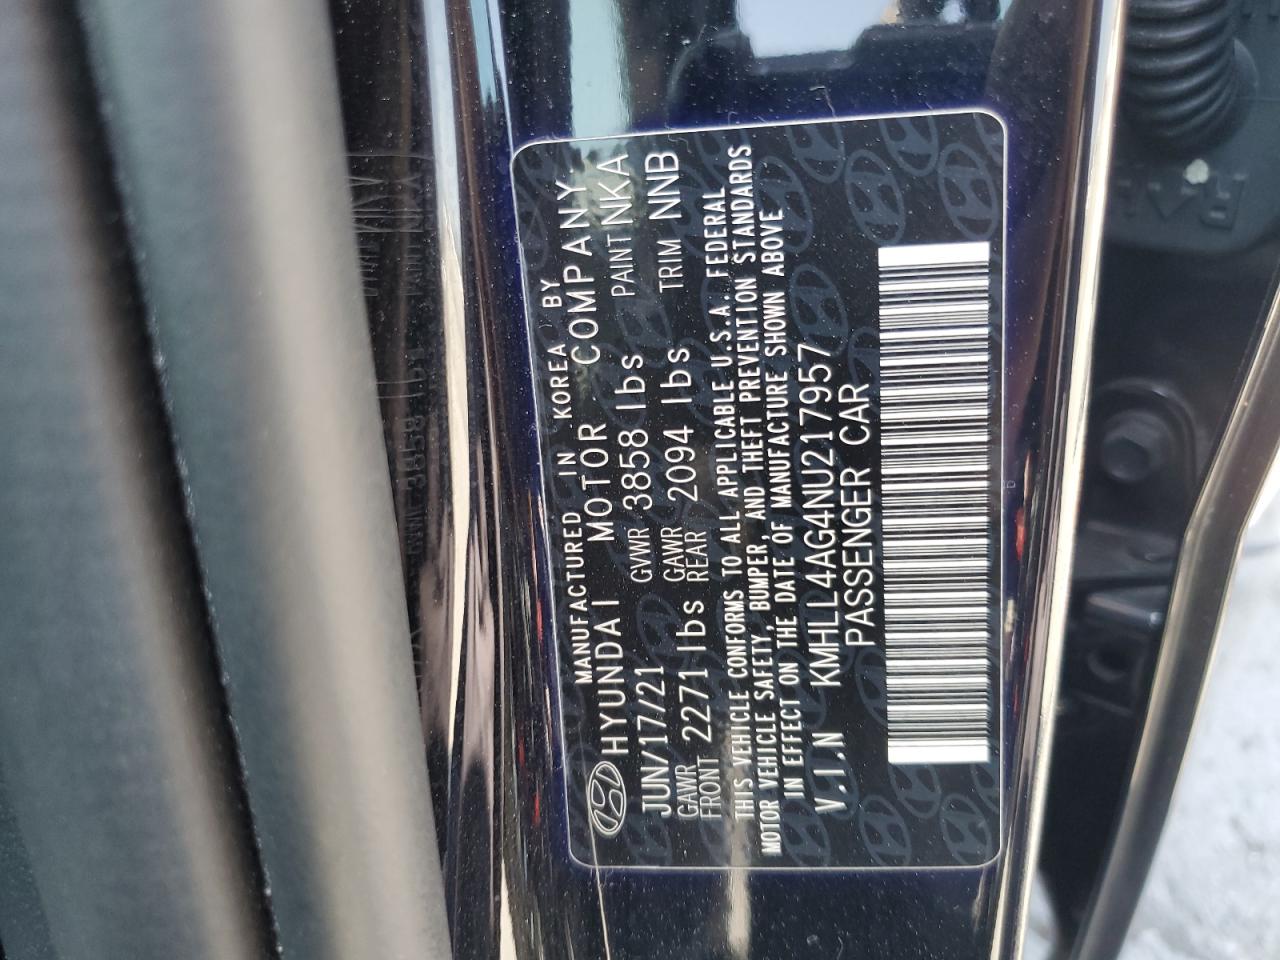 MANUFACTURED IN KOREA BY
HYUNDAI MOTOR COMPANY
JUN/17/21 GVWR 3858 lbs PAINT NKA
GAWR FRONT 2271 lbs GAWR REAR 2094 lbs TRIM NNB
THIS VEHICLE CONFORMS TO ALL APPLICABLE U.S.A. FEDERAL
MOTOR VEHICLE SAFETY, BUMPER, AND THEFT PREVENTION STANDARDS
IN EFFECT ON THE DATE OF MANUFACTURE SHOWN ABOVE
V.I.N KMHLL4AG4NU217957
PASSENGER CAR